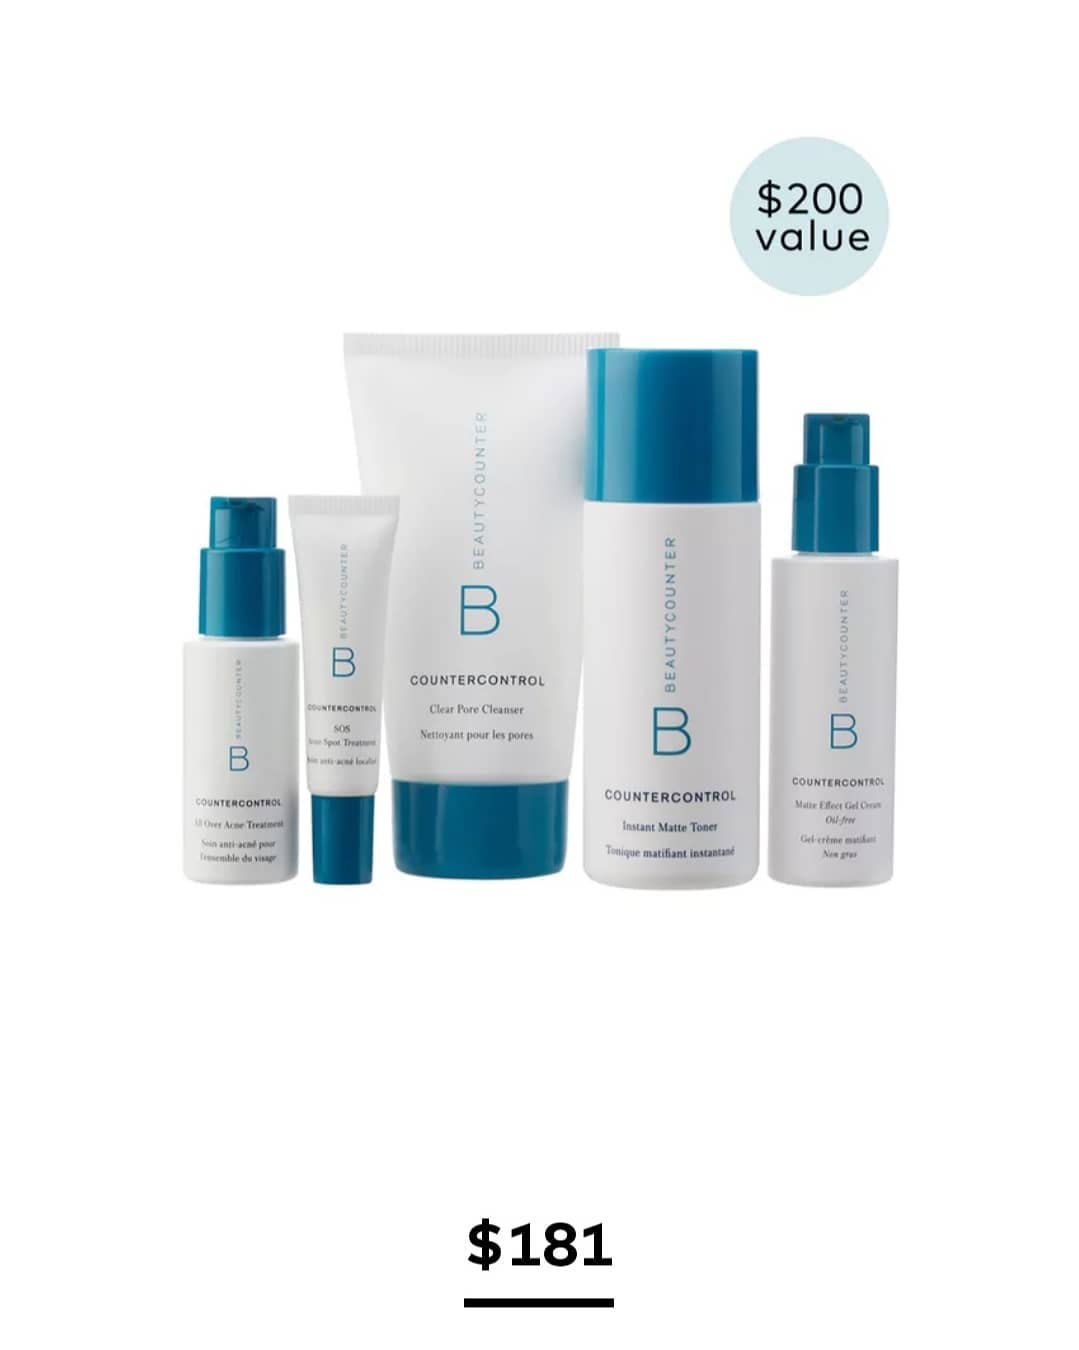 $200
value
BEAUTYCOUNTER
B
COUNTERCONTROL
All Over Acne Treatment
Soin anti-acné pour
l'ensemble du visage
BEAUTYCOUNTER
B
COUNTERCONTROL
SOS
Acne Spot Treatment
Soin anti-acné localisé
BEAUTYCOUNTER
B
COUNTERCONTROL
Clear Pore Cleanser
Nettoyant pour les pores
BEAUTYCOUNTER
B
COUNTERCONTROL
Instant Matte Toner
Tonique matifiant instantané
BEAUTYCOUNTER
B
COUNTERCONTROL
Matte Effect Gel Cream
Oil-free
Gel-crème matifiant
Non gras
$181